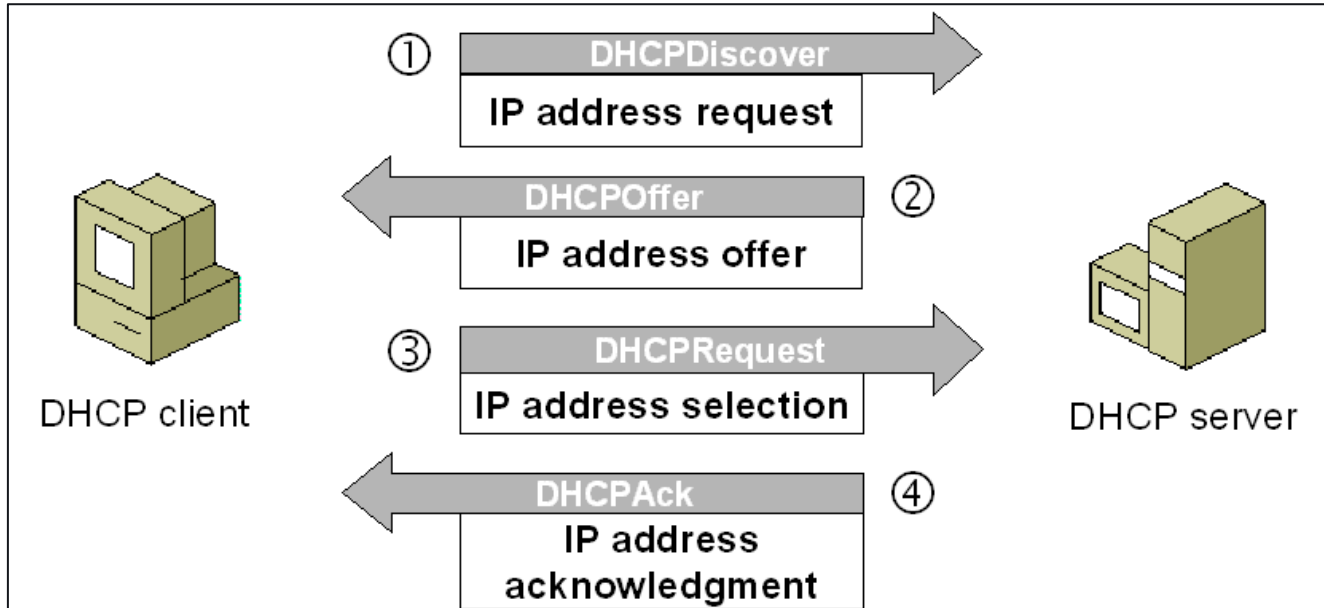 ① DHCPDiscover
IP address request
DHCPOffer ②
IP address offer
③ DHCPRequest
IP address selection
DHCP client
DHCP server
DHCPAck ④
IP address
acknowledgment